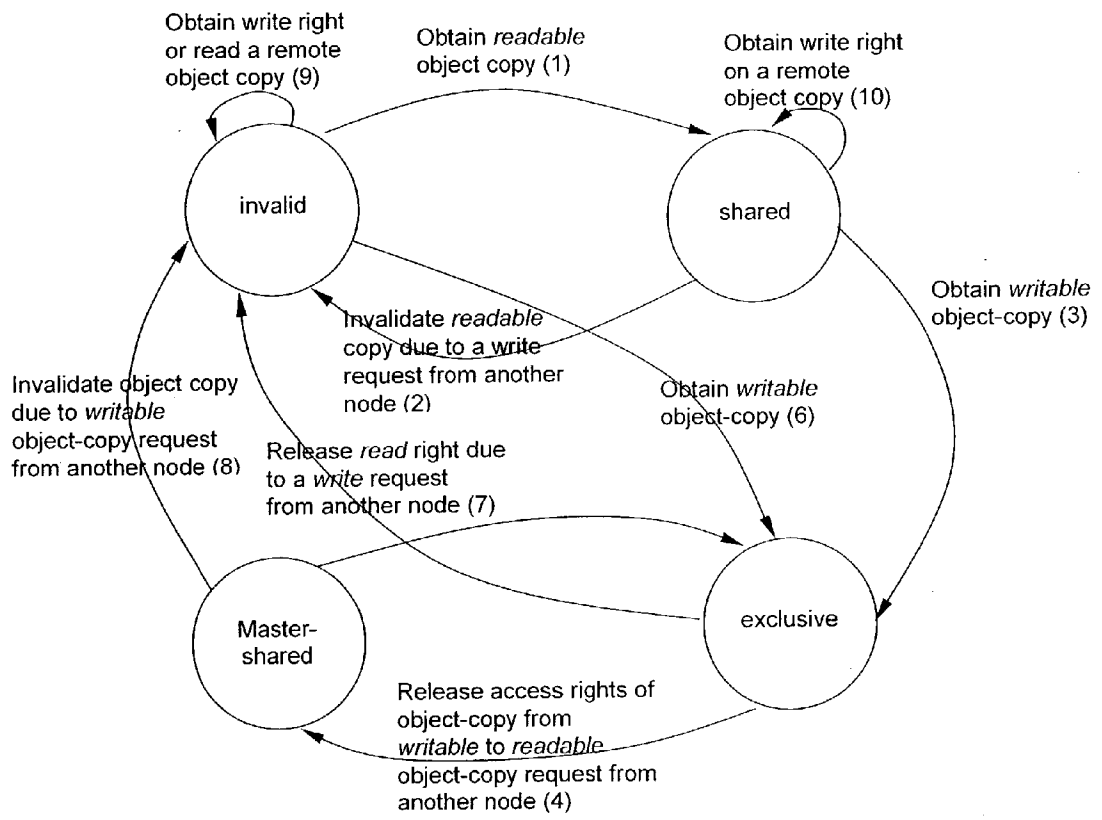 Obtain write right
or read a remote
object copy (9)
Obtain readable
object copy (1)
Obtain write right
on a remote
object copy (10)
invalid
shared
Obtain writable
object-copy (3)
Invalidate readable
copy due to a write
request from another
node (2)
Invalidate object copy
due to writable
object-copy request
from another node (8)
Obtain writable
object-copy (6)
Release read right due
to a write request
from another node (7)
Master-
shared
exclusive
Release access rights of
object-copy from
writable to readable
object-copy request from
another node (4)